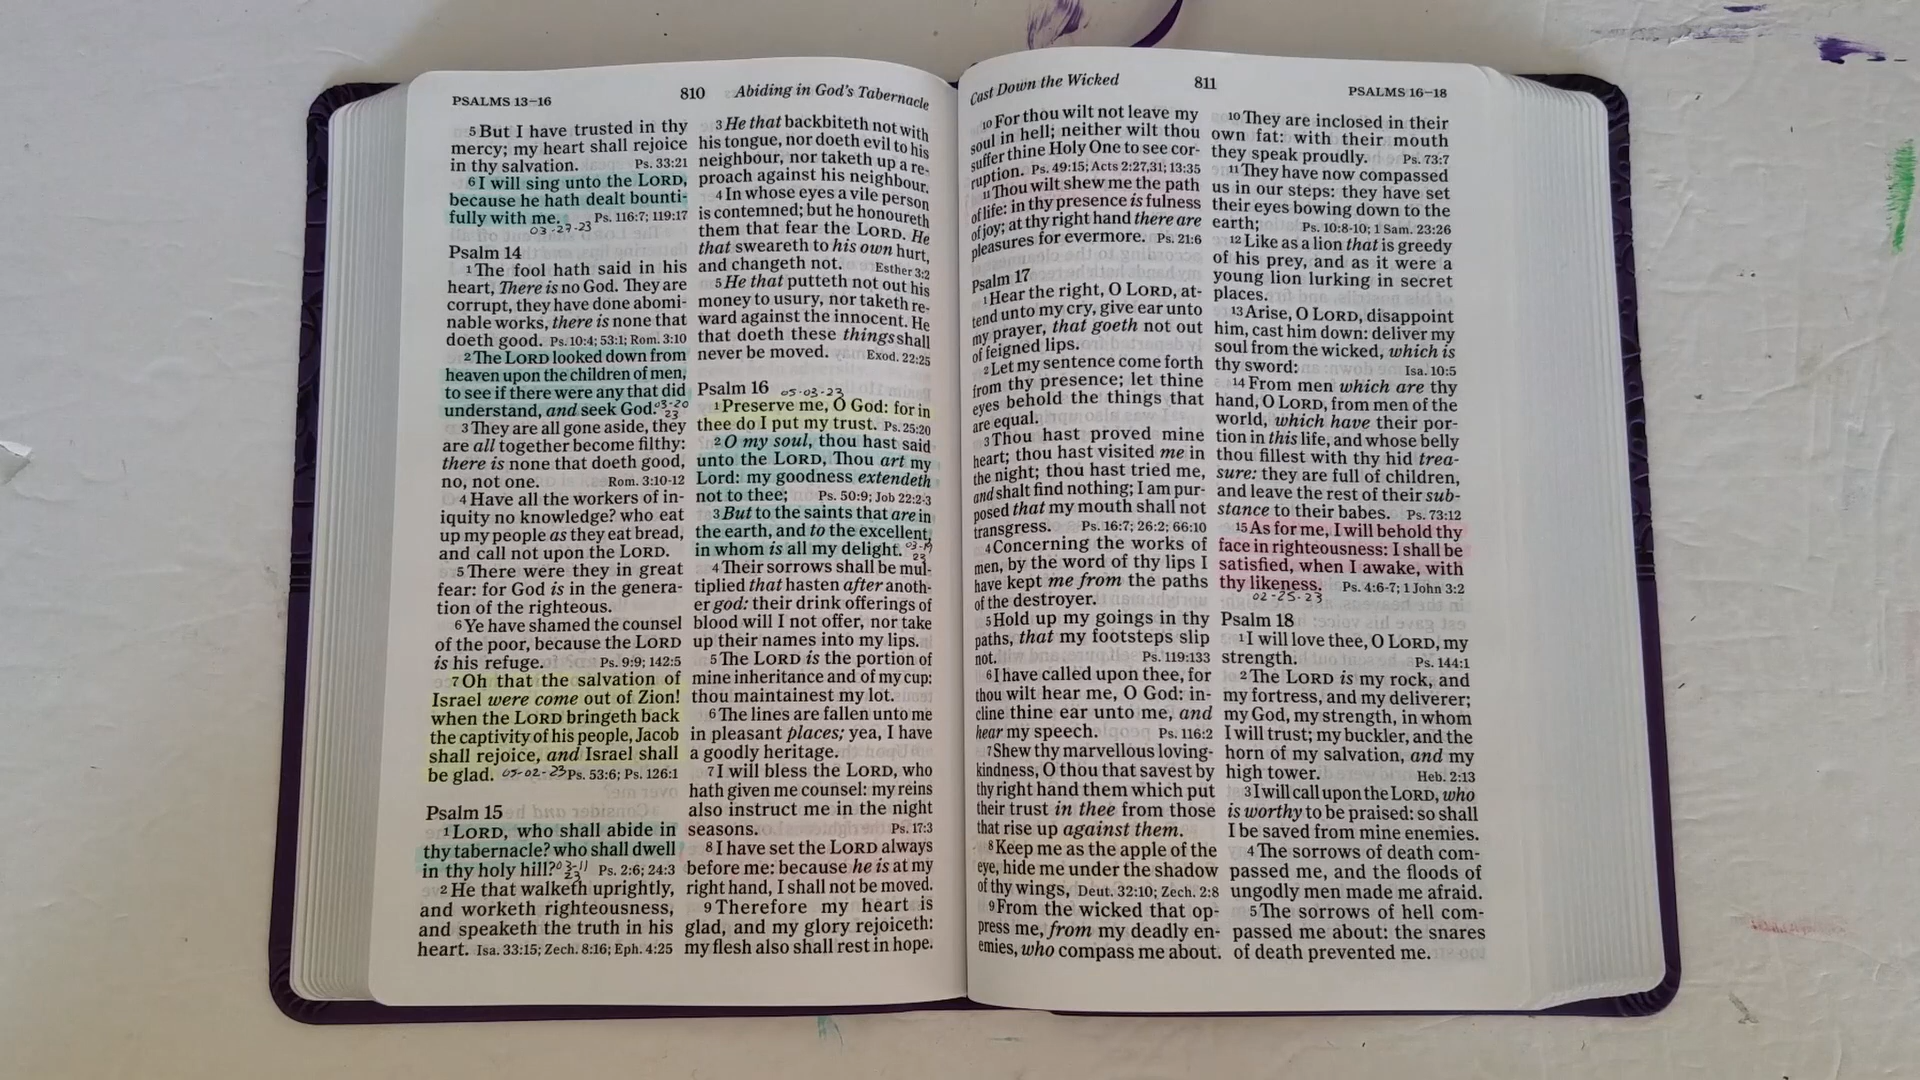 PSALMS 13–16 810 Abiding in God's Tabernacle
5 But I have trusted in thy
mercy; my heart shall rejoice
in thy salvation. Ps. 33:21
6 I will sing unto the LORD,
because he hath dealt bounti-
fully with me. Ps. 116:7; 119:17
03-27-23
Psalm 14
1 The fool hath said in his
heart, There is no God. They are
corrupt, they have done abomi-
nable works, there is none that
doeth good. Ps. 10:4; 53:1; Rom. 3:10
2 The LORD looked down from
heaven upon the children of men,
to see if there were any that did
understand, and seek God. 03-20
23
3 They are all gone aside, they
are all together become filthy:
there is none that doeth good,
no, not one. Rom. 3:10-12
4 Have all the workers of in-
iquity no knowledge? who eat
up my people as they eat bread,
and call not upon the LORD.
5 There were they in great
fear: for God is in the genera-
tion of the righteous.
6 Ye have shamed the counsel
of the poor, because the LORD
is his refuge. Ps. 9:9; 142:5
7 Oh that the salvation of
Israel were come out of Zion!
when the LORD bringeth back
the captivity of his people, Jacob
shall rejoice, and Israel shall
be glad. 05-02-23 Ps. 53:6; Ps. 126:1
Psalm 15
1 LORD, who shall abide in
thy tabernacle? who shall dwell
in thy holy hill? 03-11 Ps. 2:6; 24:3
23
2 He that walketh uprightly,
and worketh righteousness,
and speaketh the truth in his
heart. Isa. 33:15; Zech. 8:16; Eph. 4:25
3 He that backbiteth not with
his tongue, nor doeth evil to his
neighbour, nor taketh up a re-
proach against his neighbour.
4 In whose eyes a vile person
is contemned; but he honoureth
them that fear the LORD. He
that sweareth to his own hurt,
and changeth not. Esther 3:2
5 He that putteth not out his
money to usury, nor taketh re-
ward against the innocent. He
that doeth these things shall
never be moved. Exod. 22:25
Psalm 16 05-03-23
1 Preserve me, O God: for in
thee do I put my trust. Ps. 25:20
2 O my soul, thou hast said
unto the LORD, Thou art my
Lord: my goodness extendeth
not to thee; Ps. 50:9; Job 22:2-3
3 But to the saints that are in
the earth, and to the excellent,
in whom is all my delight. 03-19
23
4 Their sorrows shall be mul-
tiplied that hasten after anoth-
er god: their drink offerings of
blood will I not offer, nor take
up their names into my lips.
5 The LORD is the portion of
mine inheritance and of my cup:
thou maintainest my lot.
6 The lines are fallen unto me
in pleasant places; yea, I have
a goodly heritage.
7 I will bless the LORD, who
hath given me counsel: my reins
also instruct me in the night
seasons. Ps. 17:3
8 I have set the LORD always
before me: because he is at my
right hand, I shall not be moved.
9 Therefore my heart is
glad, and my glory rejoiceth:
my flesh also shall rest in hope.
Cast Down the Wicked 811 PSALMS 16–18
10 For thou wilt not leave my
soul in hell; neither wilt thou
suffer thine Holy One to see cor-
ruption. Ps. 49:15; Acts 2:27,31; 13:35
11 Thou wilt shew me the path
of life: in thy presence is fulness
of joy; at thy right hand there are
pleasures for evermore. Ps. 21:6
Psalm 17
1 Hear the right, O LORD, at-
tend unto my cry, give ear unto
my prayer, that goeth not out
of feigned lips.
2 Let my sentence come forth
from thy presence; let thine
eyes behold the things that
are equal.
3 Thou hast proved mine
heart; thou hast visited me in
the night; thou hast tried me,
and shalt find nothing; I am pur-
posed that my mouth shall not
transgress. Ps. 16:7; 26:2; 66:10
4 Concerning the works of
men, by the word of thy lips I
have kept me from the paths
of the destroyer.
5 Hold up my goings in thy
paths, that my footsteps slip
not. Ps. 119:133
6 I have called upon thee, for
thou wilt hear me, O God: in-
cline thine ear unto me, and
hear my speech. Ps. 116:2
7 Shew thy marvellous loving-
kindness, O thou that savest by
thy right hand them which put
their trust in thee from those
that rise up against them.
8 Keep me as the apple of the
eye, hide me under the shadow
of thy wings, Deut. 32:10; Zech. 2:8
9 From the wicked that op-
press me, from my deadly en-
emies, who compass me about.
10 They are inclosed in their
own fat: with their mouth
they speak proudly. Ps. 73:7
11 They have now compassed
us in our steps: they have set
their eyes bowing down to the
earth; Ps. 10:8-10; 1 Sam. 23:26
12 Like as a lion that is greedy
of his prey, and as it were a
young lion lurking in secret
places.
13 Arise, O LORD, disappoint
him, cast him down: deliver my
soul from the wicked, which is
thy sword: Isa. 10:5
14 From men which are thy
hand, O LORD, from men of the
world, which have their por-
tion in this life, and whose belly
thou fillest with thy hid trea-
sure: they are full of children,
and leave the rest of their sub-
stance to their babes. Ps. 73:12
15 As for me, I will behold thy
face in righteousness: I shall be
satisfied, when I awake, with
thy likeness. Ps. 4:6-7; 1 John 3:2
02-25-23
Psalm 18
1 I will love thee, O LORD, my
strength. Ps. 144:1
2 The LORD is my rock, and
my fortress, and my deliverer;
my God, my strength, in whom
I will trust; my buckler, and the
horn of my salvation, and my
high tower. Heb. 2:13
3 I will call upon the LORD, who
is worthy to be praised: so shall
I be saved from mine enemies.
4 The sorrows of death com-
passed me, and the floods of
ungodly men made me afraid.
5 The sorrows of hell com-
passed me about: the snares
of death prevented me.